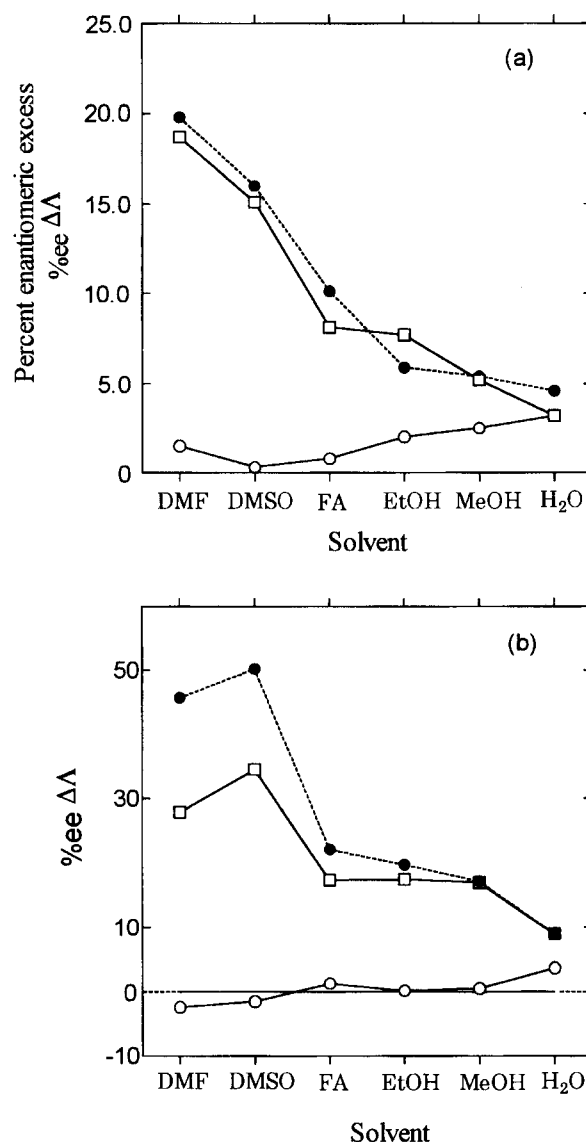 25.0
(a)
20.0
15.0
10.0
5.0
0
Percent enantiomeric excess
%ee ΔΛ
DMF DMSO FA EtOH MeOH H₂O
Solvent
(b)
50
30
10
0
-10
%ee ΔΛ
DMF DMSO FA EtOH MeOH H₂O
Solvent